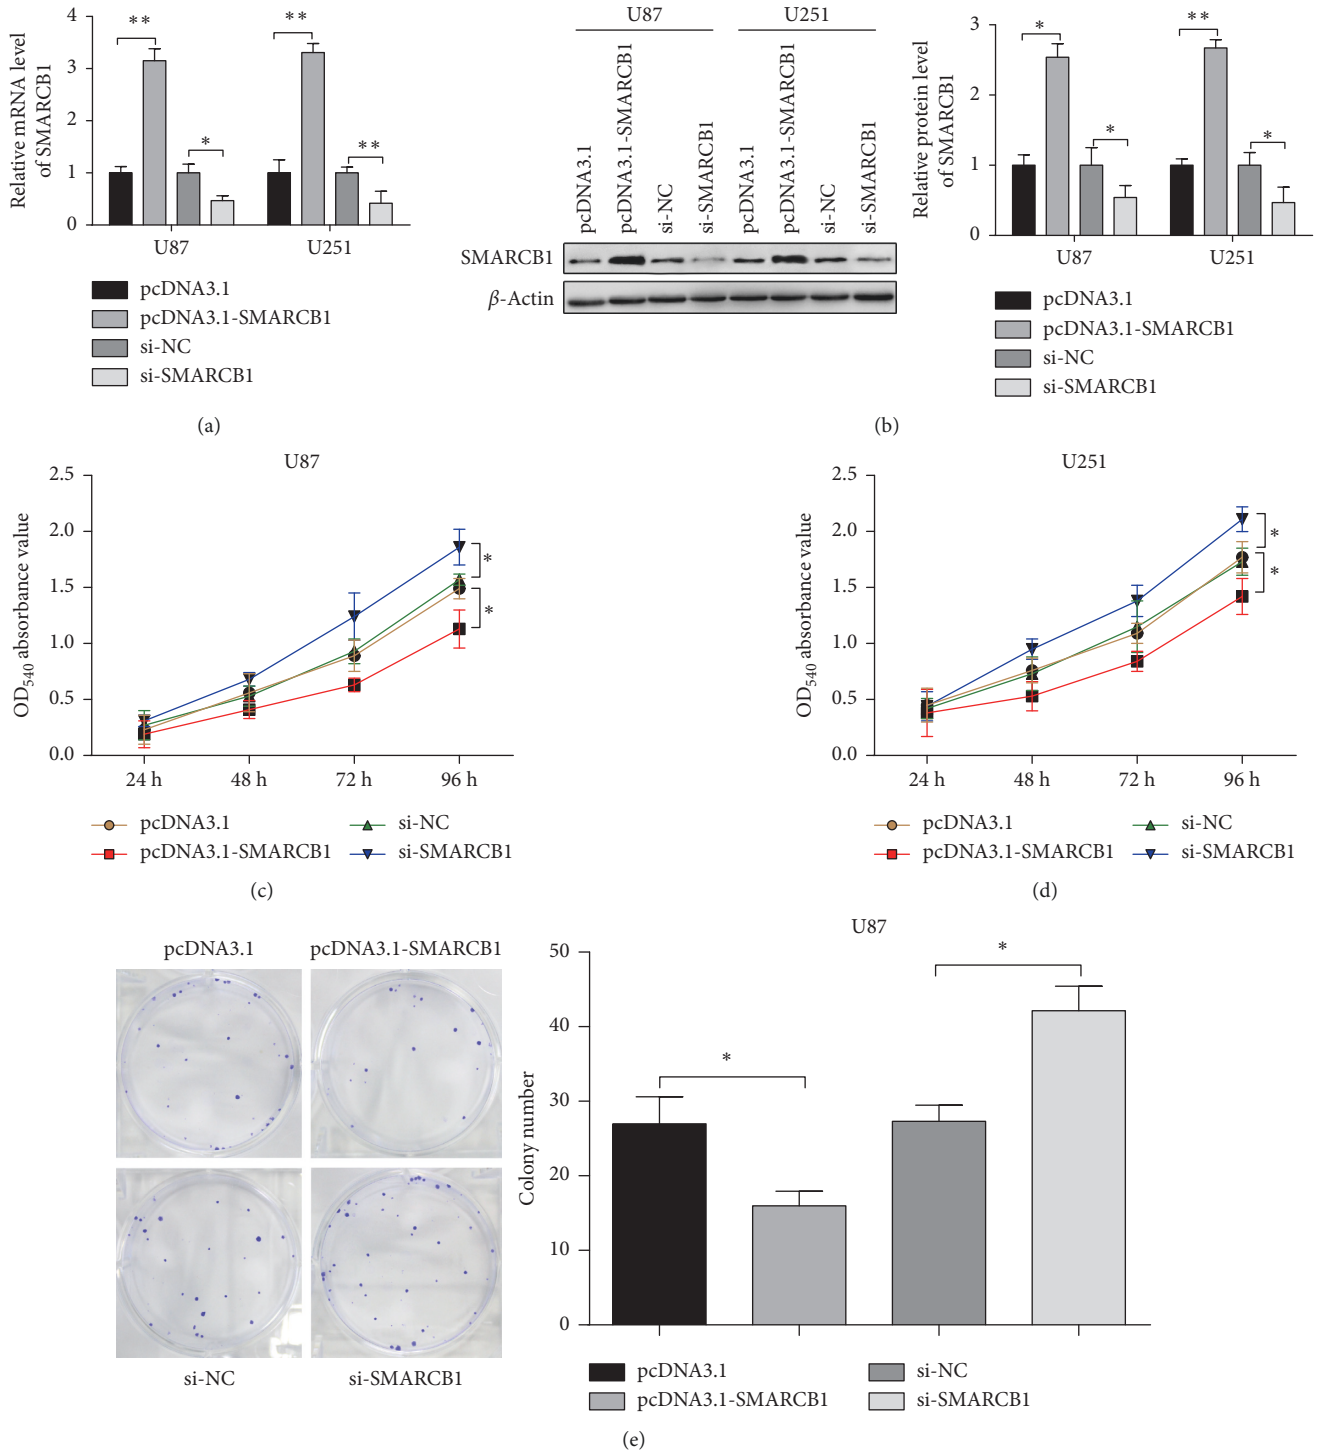 Relative mRNA level
of SMARCB1
4
3
2
1
0
**
*
**
**
U87
U251
pcDNA3.1
pcDNA3.1-SMARCB1
si-NC
si-SMARCB1
(a)
U87
U251
pcDNA3.1
pcDNA3.1-SMARCB1
si-NC
si-SMARCB1
pcDNA3.1
pcDNA3.1-SMARCB1
si-NC
si-SMARCB1
SMARCB1
β-Actin
Relative protein level
of SMARCB1
3
2
1
0
*
*
**
*
U87
U251
pcDNA3.1
pcDNA3.1-SMARCB1
si-NC
si-SMARCB1
(b)
U87
OD540 absorbance value
2.5
2.0
1.5
1.0
0.5
0.0
*
*
24 h
48 h
72 h
96 h
pcDNA3.1
pcDNA3.1-SMARCB1
si-NC
si-SMARCB1
(c)
U251
OD540 absorbance value
2.5
2.0
1.5
1.0
0.5
0.0
*
*
24 h
48 h
72 h
96 h
pcDNA3.1
pcDNA3.1-SMARCB1
si-NC
si-SMARCB1
(d)
pcDNA3.1
pcDNA3.1-SMARCB1
si-NC
si-SMARCB1
U87
Colony number
50
40
30
20
10
0
*
*
pcDNA3.1
pcDNA3.1-SMARCB1
si-NC
si-SMARCB1
(e)